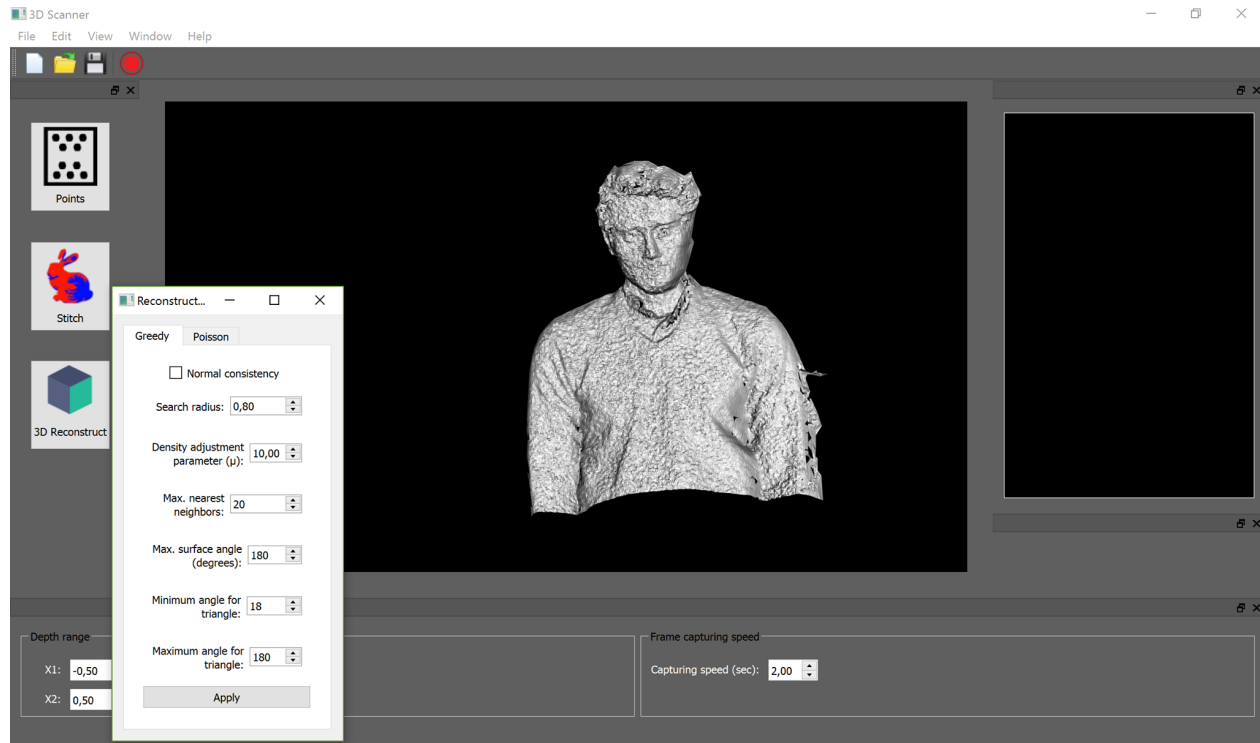 3D Scanner
File Edit View Window Help
Points
Stitch
3D Reconstruct
Reconstruct...
Greedy Poisson
Normal consistency
Search radius: 0,80
Density adjustment
parameter (μ): 10,00
Max. nearest
neighbors: 20
Max. surface angle
(degrees): 180
Minimum angle for
triangle: 18
Maximum angle for
triangle: 180
Apply
Depth range
X1: -0,50
X2: 0,50
Frame capturing speed
Capturing speed (sec): 2,00